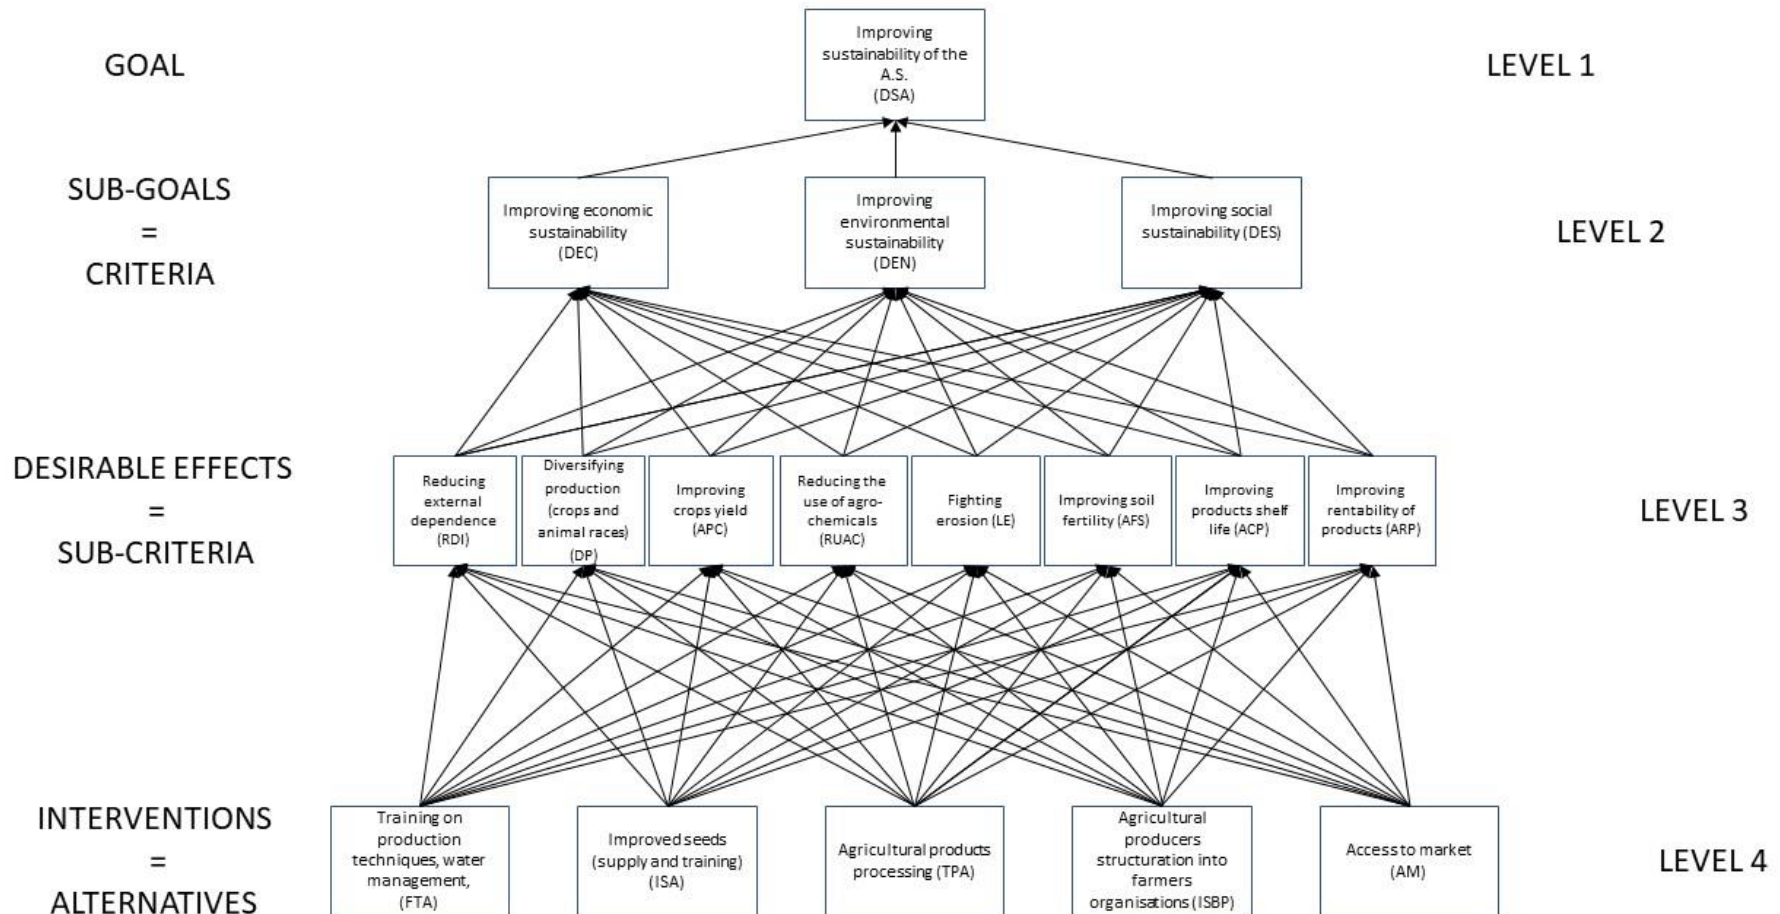 GOAL
Improving
sustainability of the
A.S.
(DSA)
LEVEL 1
SUB-GOALS
=
CRITERIA
Improving economic
sustainability
(DEC)
Improving
environmental
sustainability
(DEN)
Improving social
sustainability (DES)
LEVEL 2
DESIRABLE EFFECTS
=
SUB-CRITERIA
Reducing
external
dependence
(RDI)
Diversifying
production
(crops and
animal races)
(DP)
Improving
crops yield
(APC)
Reducing the
use of agro-
chemicals
(RUAC)
Fighting
erosion (LE)
Improving soil
fertility (AFS)
Improving
products shelf
life (ACP)
Improving
rentability of
products (ARP)
LEVEL 3
INTERVENTIONS
=
ALTERNATIVES
Training on
production
techniques, water
management,
(FTA)
Improved seeds
(supply and training)
(ISA)
Agricultural products
processing (TPA)
Agricultural
producers
structuration into
farmers
organisations (ISBP)
Access to market
(AM)
LEVEL 4